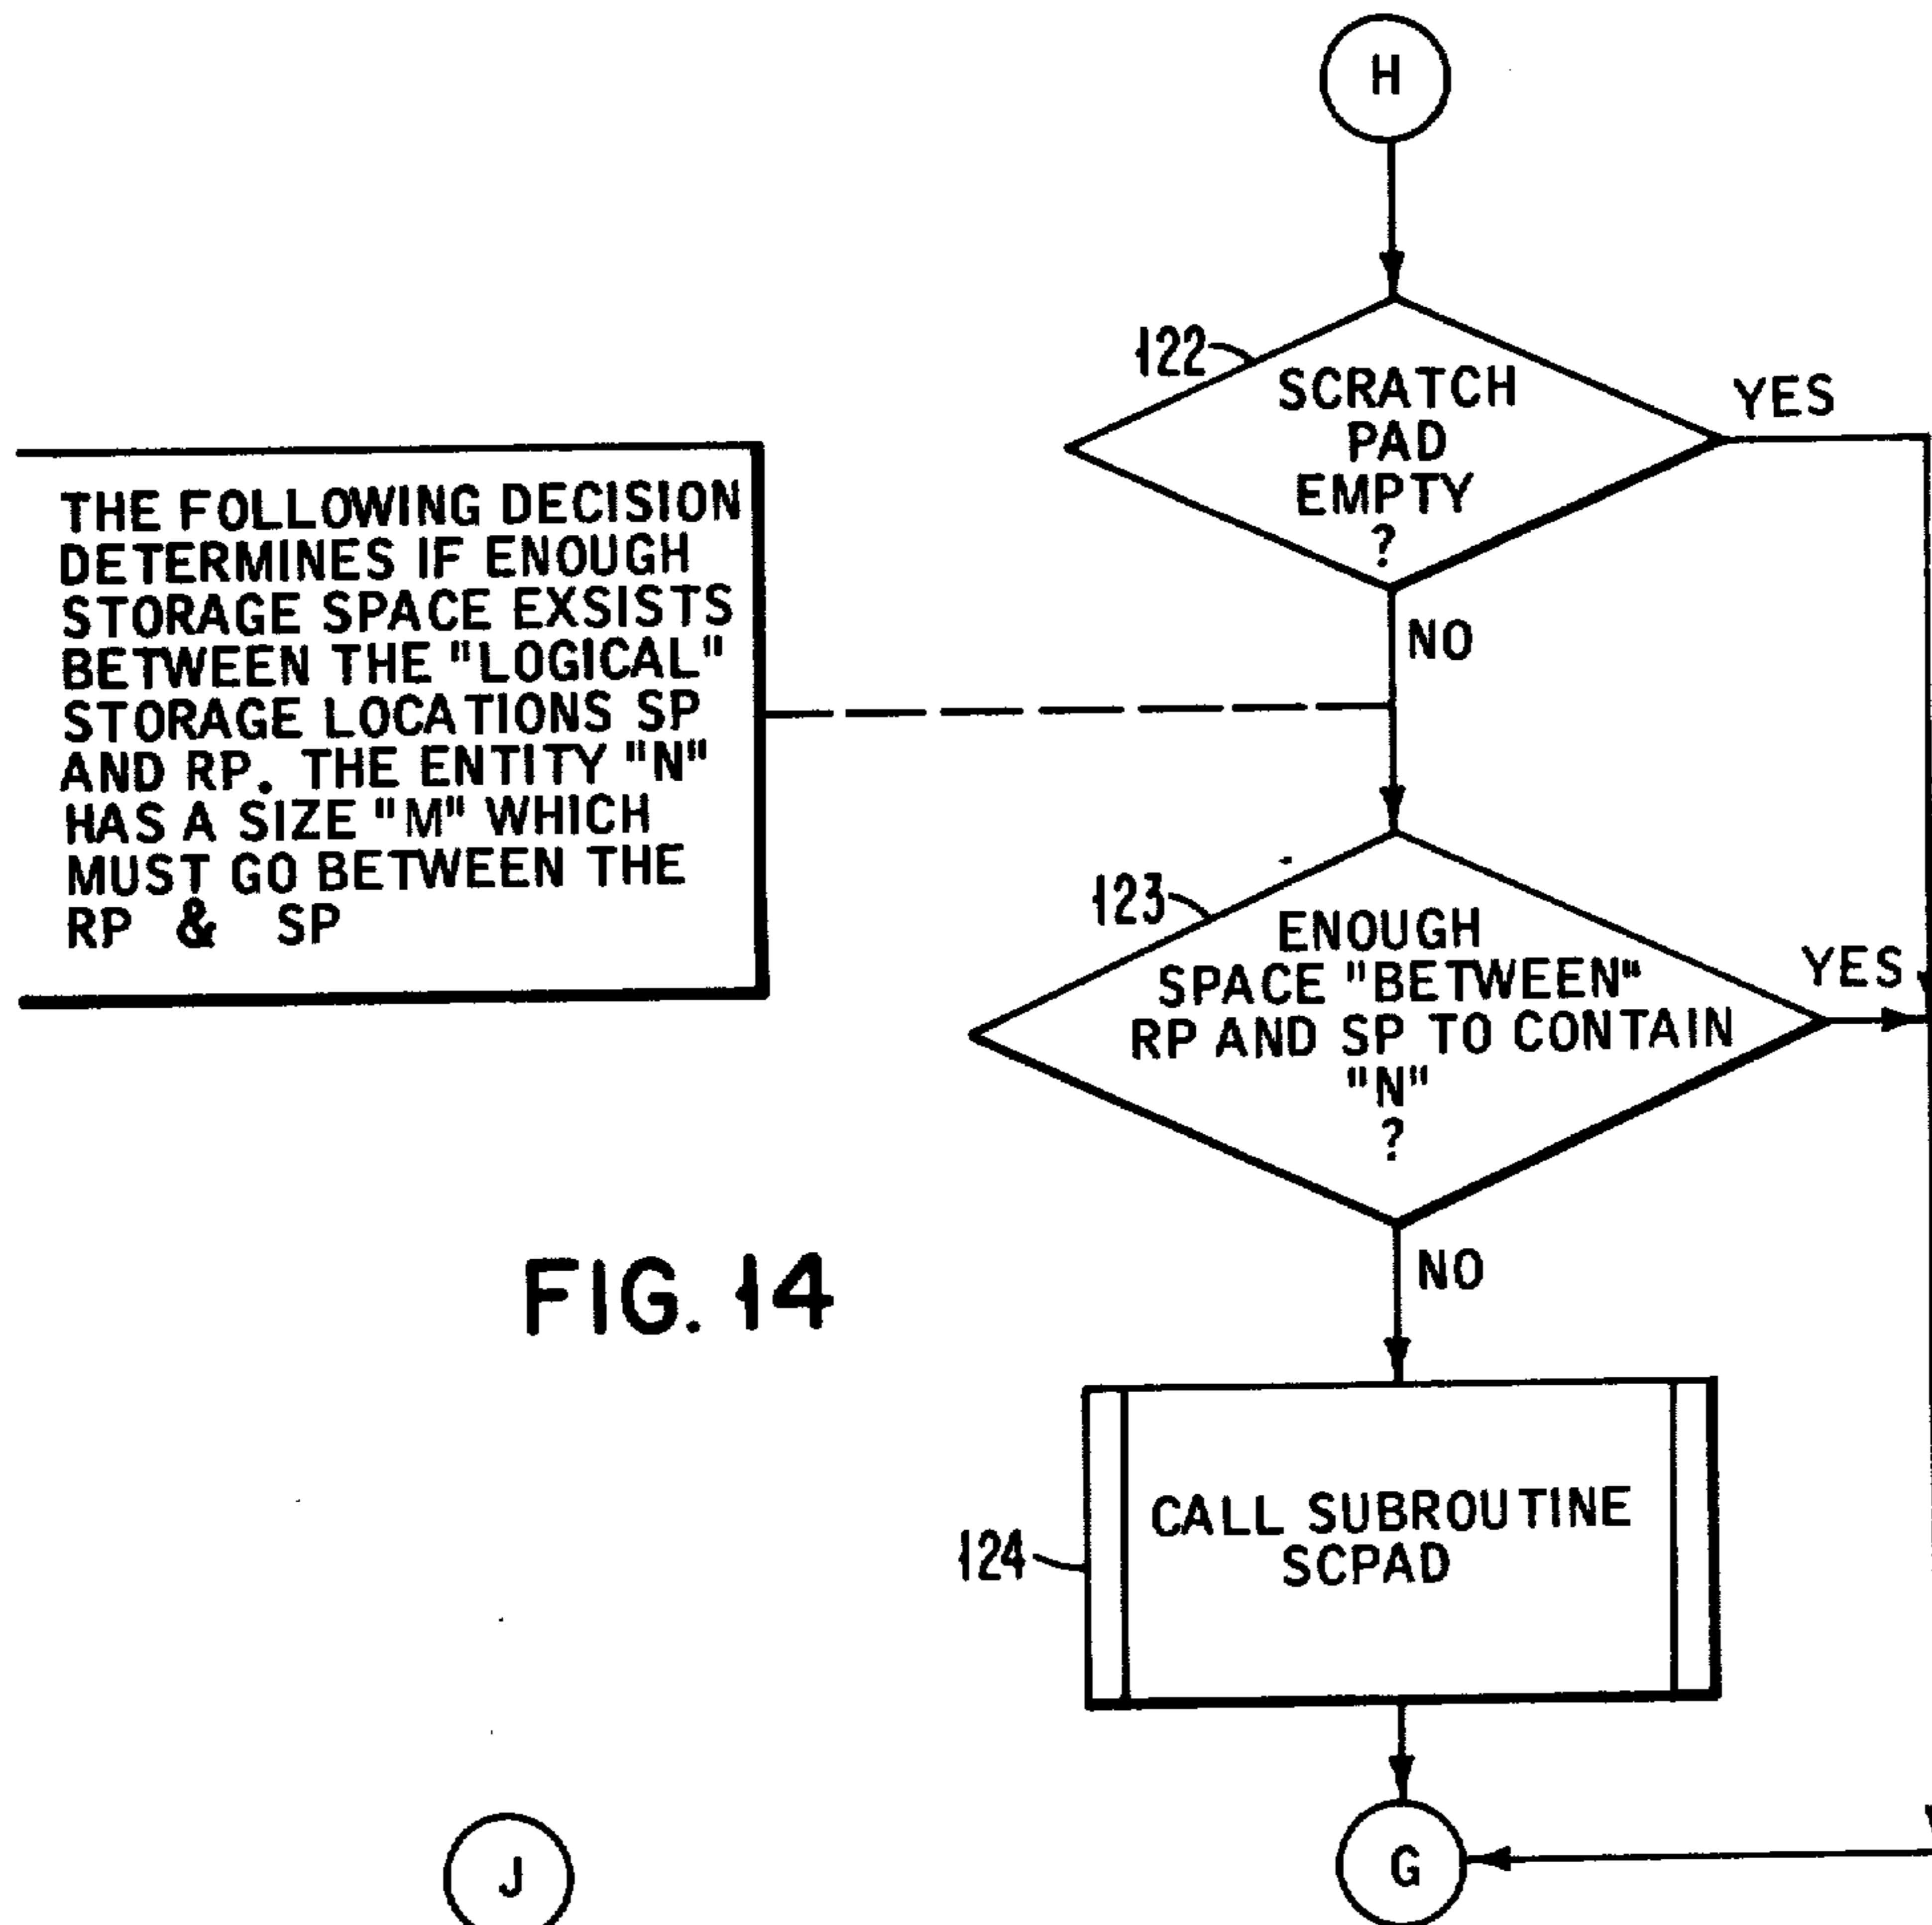 H
122
SCRATCH
PAD
EMPTY
?
YES
NO
THE FOLLOWING DECISION
DETERMINES IF ENOUGH
STORAGE SPACE EXSISTS
BETWEEN THE "LOGICAL"
STORAGE LOCATIONS SP
AND RP. THE ENTITY "N"
HAS A SIZE "M" WHICH
MUST GO BETWEEN THE
RP & SP
123
ENOUGH
SPACE "BETWEEN"
RP AND SP TO CONTAIN
"N"
?
YES
NO
FIG. 14
124
CALL SUBROUTINE
SCPAD
J
G